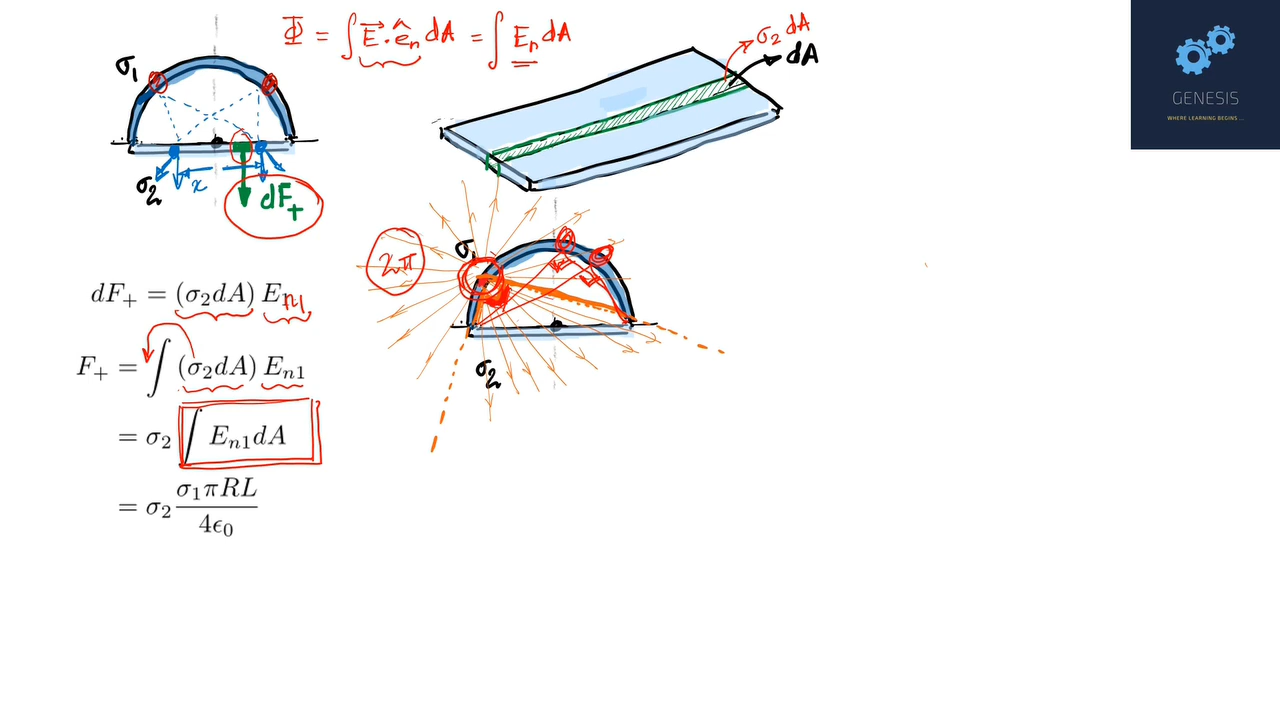 Φ = ∫ E⃗ · ê_n dA = ∫ E_n dA
σ₂ dA
dA
GENESIS
WHERE LEARNING BEGINS ...
σ₁
σ₂
x
dF₊
2π
σ₁
σ₂
dF₊ = (σ₂dA) E_n1
F₊ = ∫ (σ₂dA) E_n1
= σ₂ ∫ E_n1 dA
= σ₂ σ₁πRL / 4ϵ₀